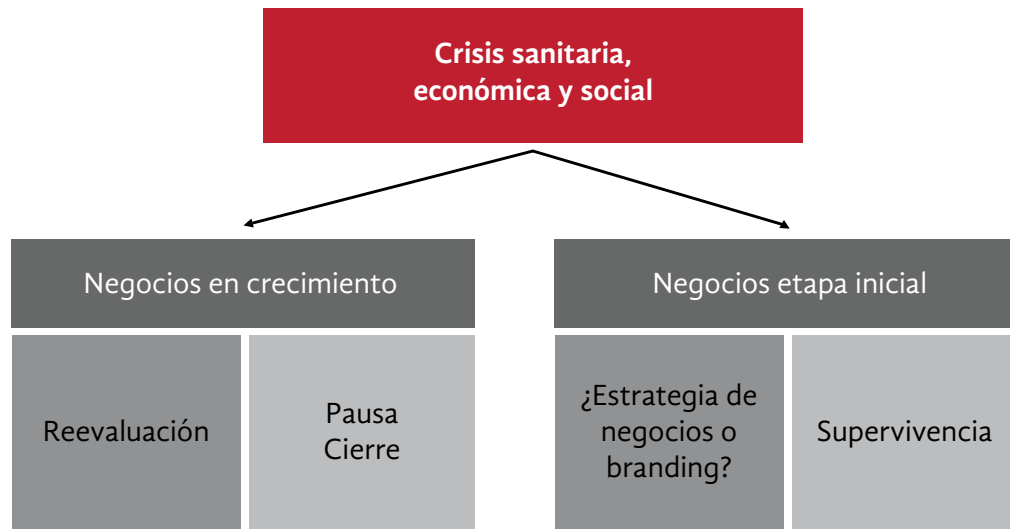 Crisis sanitaria,
económica y social
Negocios en crecimiento
Negocios etapa inicial
Reevaluación
Pausa
Cierre
¿Estrategia de
negocios o
branding?
Supervivencia